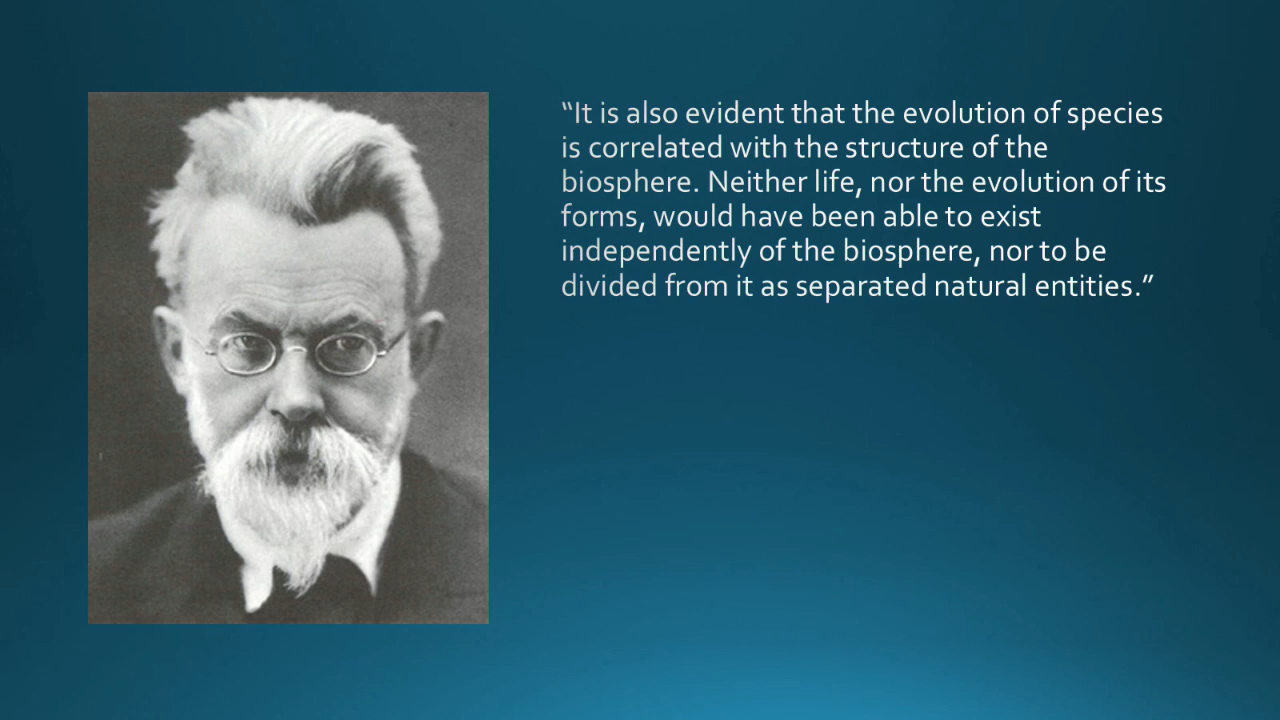 “It is also evident that the evolution of species
is correlated with the structure of the
biosphere. Neither life, nor the evolution of its
forms, would have been able to exist
independently of the biosphere, nor to be
divided from it as separated natural entities.”